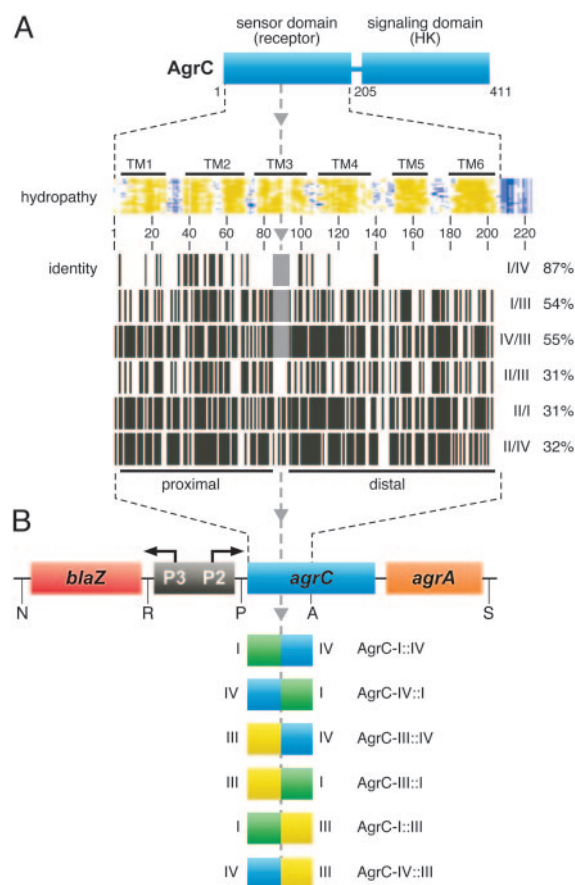 A
sensor domain
(receptor)
signaling domain
(HK)
AgrC
1
205
411
TM1 TM2 TM3 TM4 TM5 TM6
hydropathy
1 20 40 60 80 100 120 140 160 180 200 220
identity
I/IV 87%
I/III 54%
IV/III 55%
II/III 31%
II/I 31%
II/IV 32%
proximal distal
B
blaZ P3 P2 agrC agrA
N R P A S
I IV AgrC-I::IV
IV I AgrC-IV::I
III IV AgrC-III::IV
III I AgrC-III::I
I III AgrC-I::III
IV III AgrC-IV::III